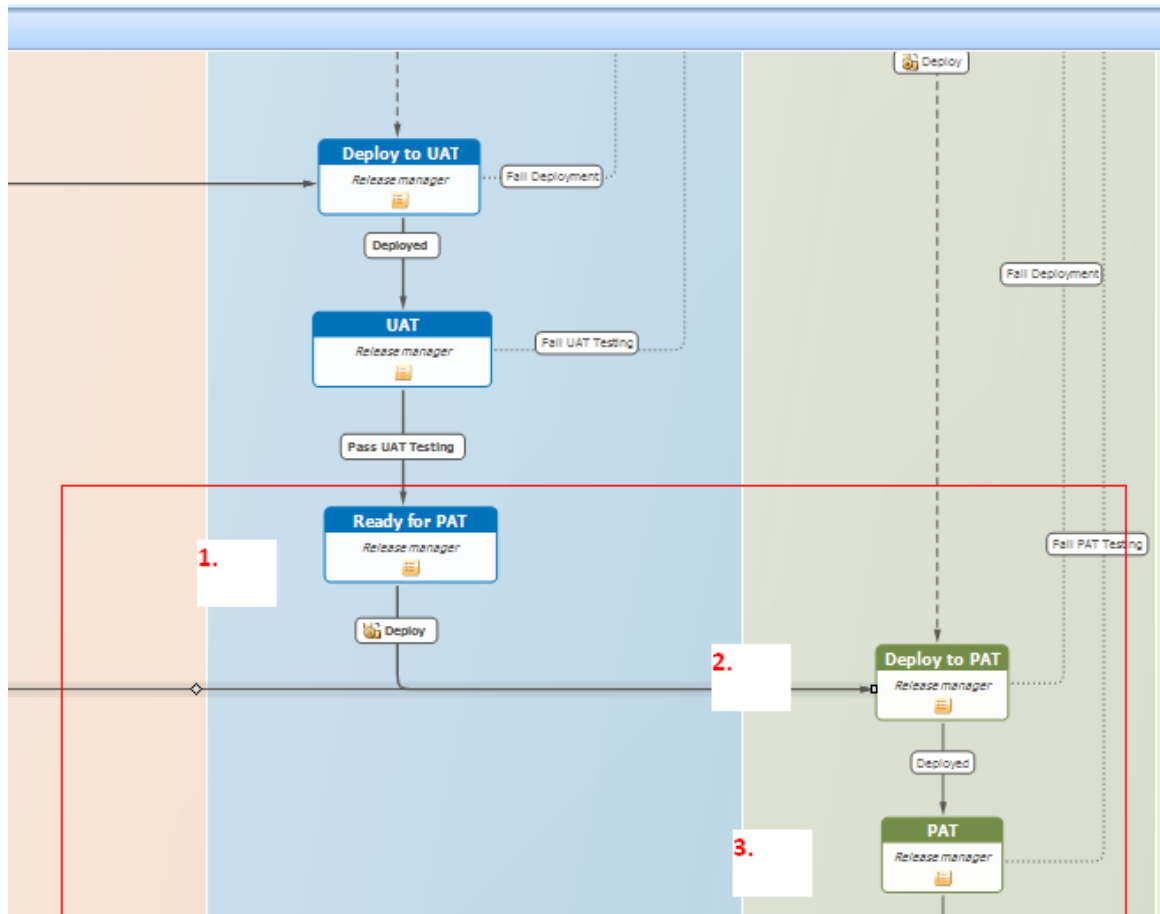 Deploy
Deploy to UAT
Release manager
Fail Deployment
Deployed
Fail Deployment
UAT
Release manager
Fail UAT Testing
Pass UAT Testing
Ready for PAT
Release manager
1.
Fail PAT Testing
Deploy
2.
Deploy to PAT
Release manager
Deployed
3.
PAT
Release manager